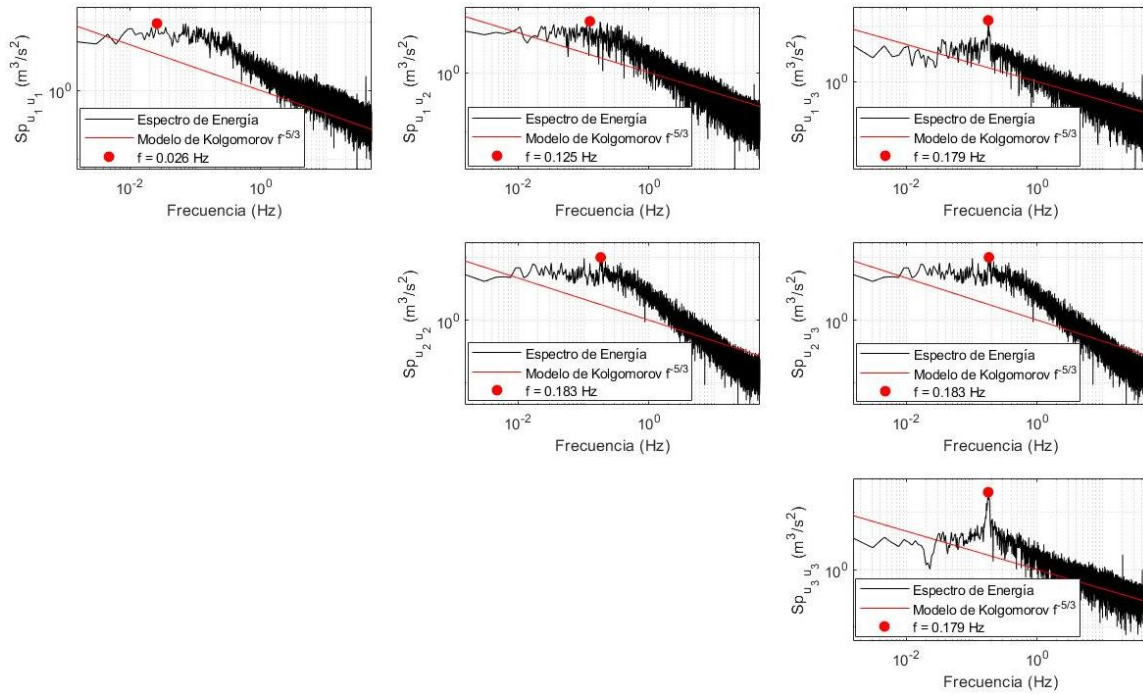 Sp u1 u1 (m³/s²)
10⁰
Espectro de Energía
Modelo de Kolgomorov f^-5/3
f = 0.026 Hz
10⁻² 10⁰
Frecuencia (Hz)
Sp u1 u2 (m³/s²)
10⁰
Espectro de Energía
Modelo de Kolgomorov f^-5/3
f = 0.125 Hz
10⁻² 10⁰
Frecuencia (Hz)
Sp u1 u3 (m³/s²)
10⁰
Espectro de Energía
Modelo de Kolgomorov f^-5/3
f = 0.179 Hz
10⁻² 10⁰
Frecuencia (Hz)
Sp u2 u2 (m³/s²)
10⁰
Espectro de Energía
Modelo de Kolgomorov f^-5/3
f = 0.183 Hz
10⁻² 10⁰
Frecuencia (Hz)
Sp u2 u3 (m³/s²)
10⁰
Espectro de Energía
Modelo de Kolgomorov f^-5/3
f = 0.183 Hz
10⁻² 10⁰
Frecuencia (Hz)
Sp u3 u3 (m³/s²)
10⁰
Espectro de Energía
Modelo de Kolgomorov f^-5/3
f = 0.179 Hz
10⁻² 10⁰
Frecuencia (Hz)